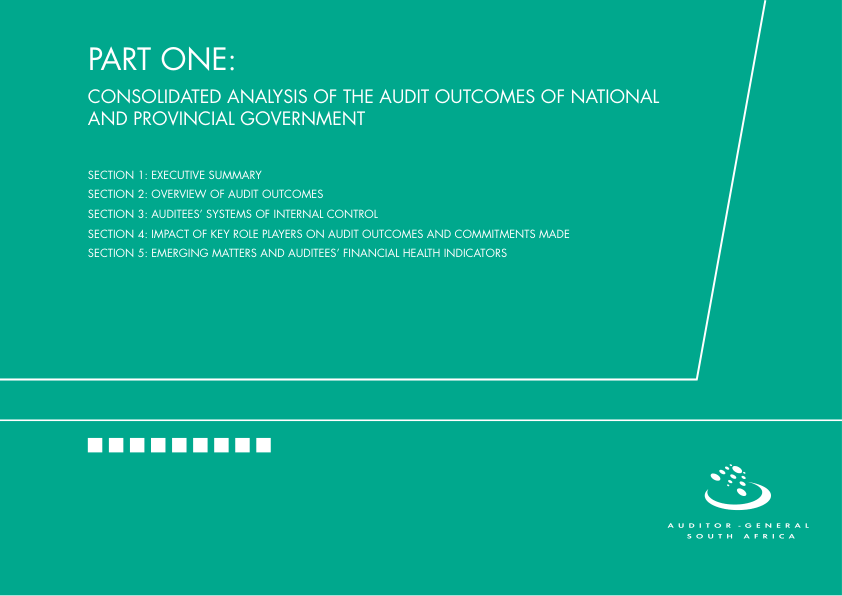 PART ONE:
CONSOLIDATED ANALYSIS OF THE AUDIT OUTCOMES OF NATIONAL
AND PROVINCIAL GOVERNMENT
SECTION 1: EXECUTIVE SUMMARY
SECTION 2: OVERVIEW OF AUDIT OUTCOMES
SECTION 3: AUDITEES’ SYSTEMS OF INTERNAL CONTROL
SECTION 4: IMPACT OF KEY ROLE PLAYERS ON AUDIT OUTCOMES AND COMMITMENTS MADE
SECTION 5: EMERGING MATTERS AND AUDITEES’ FINANCIAL HEALTH INDICATORS
AUDITOR-GENERAL
SOUTH AFRICA